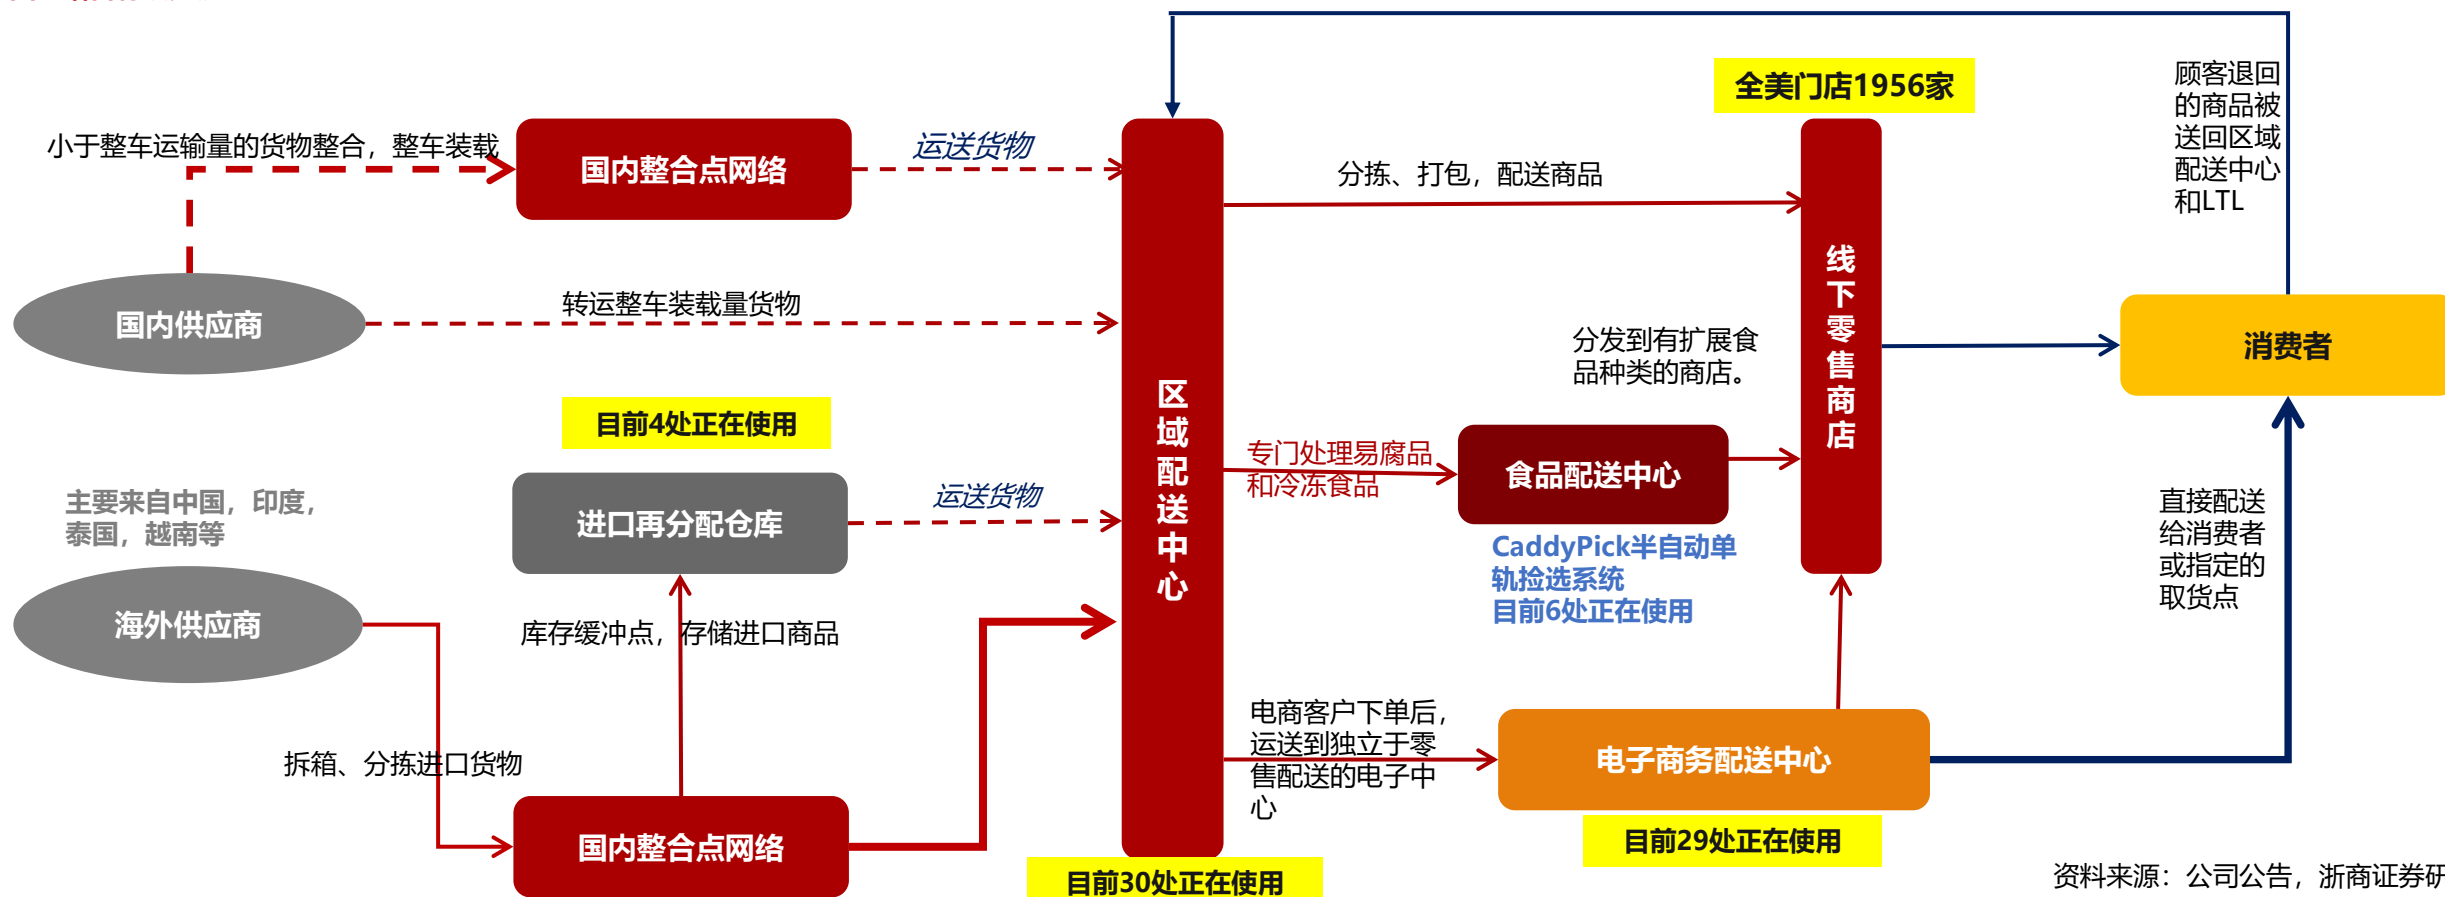 全美门店1956家
顾客退回
的商品被
送回区域
配送中心
和LTL
小于整车运输量的货物整合，整车装载
国内整合点网络
运送货物
分拣、打包，配送商品
国内供应商
转运整车装载量货物
线下零售商店
分发到有扩展食
品种类的商店。
消费者
目前4处正在使用
区域配送中心
专门处理易腐品
和冷冻食品
食品配送中心
主要来自中国，印度，
泰国，越南等
进口再分配仓库
运送货物
CaddyPick半自动单
轨捡选系统
目前6处正在使用
直接配送
给消费者
或指定的
取货点
海外供应商
库存缓冲点，存储进口商品
拆箱、分拣进口货物
电商客户下单后，
运送到独立于零
售配送的电子中
心
电子商务配送中心
国内整合点网络
目前29处正在使用
目前30处正在使用
资料来源：公司公告，浙商证券研